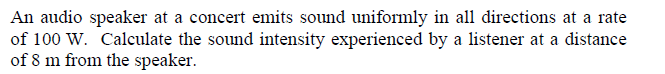 An audio speaker at a concert emits sound uniformly in all directions at a rate
of 100 W.  Calculate the sound intensity experienced by a listener at a distance
of 8 m from the speaker.